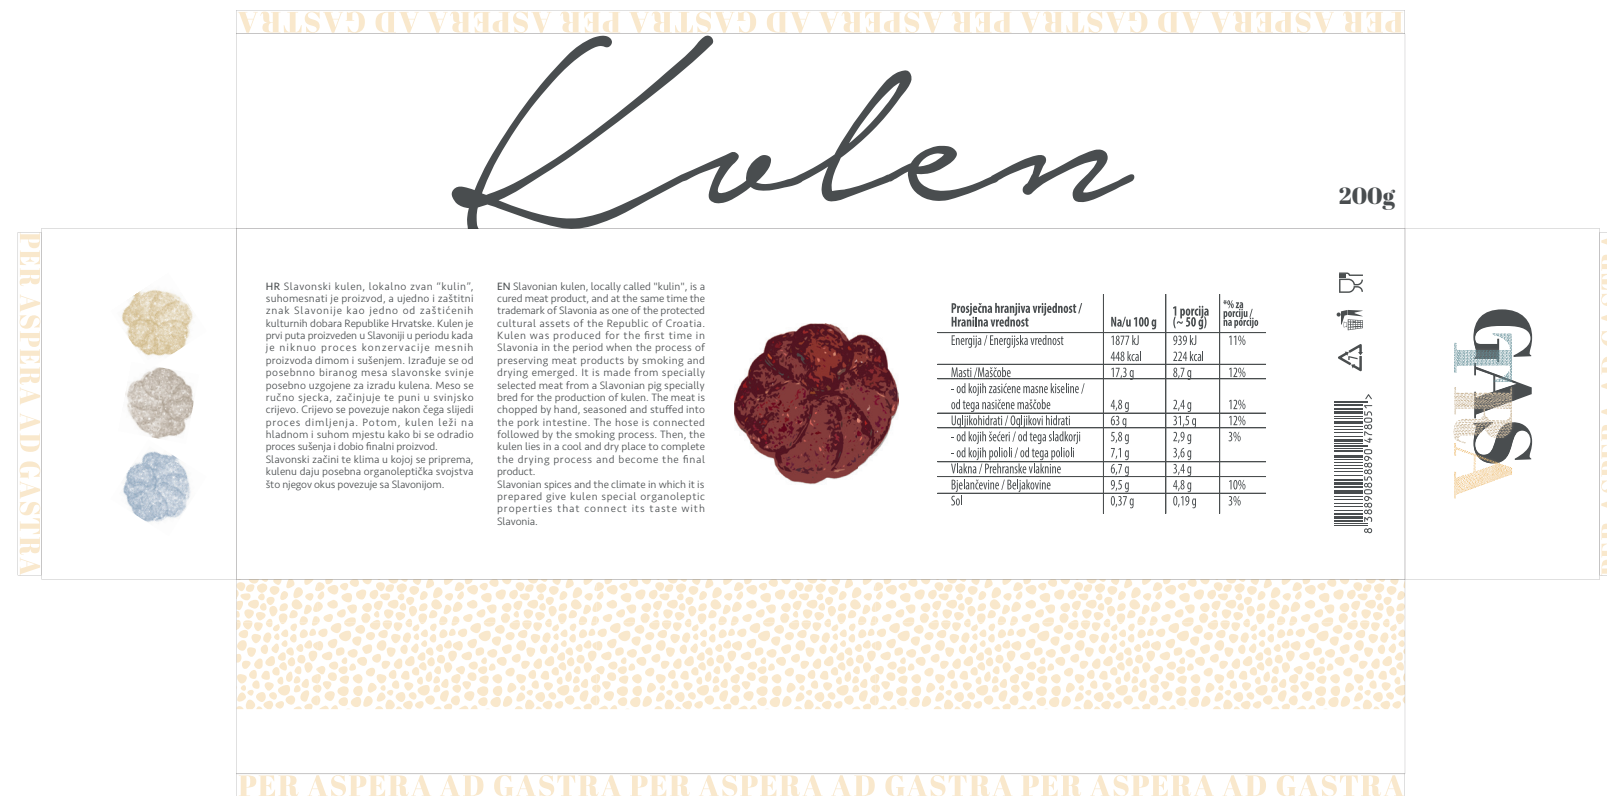 PER ASPERA AD GASTRA PER ASPERA AD GASTRA PER ASPERA AD GASTRA PER ASPERA AD GASTRA
Kulen
200g
PER ASPERA AD GASTRA
HR Slavonski kulen, lokalno zvan "kulin",
suhomesnati je proizvod, a ujedno i zaštitni
znak Slavonije kao jedno od zaštićenih
kulturnih dobara Republike Hrvatske. Kulen je
prvi puta proizveden u Slavoniji u periodu kada
je niknuo proces konzervacije mesnih
proizvoda dimom i sušenjem. Izrađuje se od
posebnno biranog mesa slavonske svinje
posebno uzgojene za izradu kulena. Meso se
ručno sjecka, začinjuje te puni u svinjsko
crijevo. Crijevo se povezuje nakon čega slijedi
proces dimljenja. Potom, kulen leži na
hladnom i suhom mjestu kako bi se odradio
proces sušenja i dobio finalni proizvod.
Slavonski začini te klima u kojoj se priprema,
kulenu daju posebna organoleptička svojstva
što njegov okus povezuje sa Slavonijom.
EN Slavonian kulen, locally called "kulin", is a
cured meat product, and at the same time the
trademark of Slavonia as one of the protected
cultural assets of the Republic of Croatia.
Kulen was produced for the first time in
Slavonia in the period when the process of
preserving meat products by smoking and
drying emerged. It is made from specially
selected meat from a Slavonian pig specially
bred for the production of kulen. The meat is
chopped by hand, seasoned and stuffed into
the pork intestine. The hose is connected
followed by the smoking process. Then, the
kulen lies in a cool and dry place to complete
the drying process and become the final
product.
Slavonian spices and the climate in which it is
prepared give kulen special organoleptic
properties that connect its taste with
Slavonia.
Prosječna hranjiva vrijednost /
Hranilna vrednost Na/u 100 g 1 porcija (~ 50 g) *% za porciju / na porcijo
Energija / Energijska vrednost 1877 kJ 939 kJ 11%
448 kcal 224 kcal
Masti /Maščobe 17,3 g 8,7 g 12%
- od kojih zasićene masne kiseline /
od tega nasičene maščobe 4,8 g 2,4 g 12%
Ugljikohidrati / Ogljikovi hidrati 63 g 31,5 g 12%
- od kojih šećeri / od tega sladkorji 5,8 g 2,9 g 3%
- od kojih polioli / od tega polioli 7,1 g 3,6 g
Vlakna / Prehranske vlaknine 6,7 g 3,4 g
Bjelančevine / Beljakovine 9,5 g 4,8 g 10%
Sol 0,37 g 0,19 g 3%
7
8 388908 588904 78051>
GAS
TRA
PER ASPERA AD GASTRA PER ASPERA AD GASTRA PER ASPERA AD GASTRA